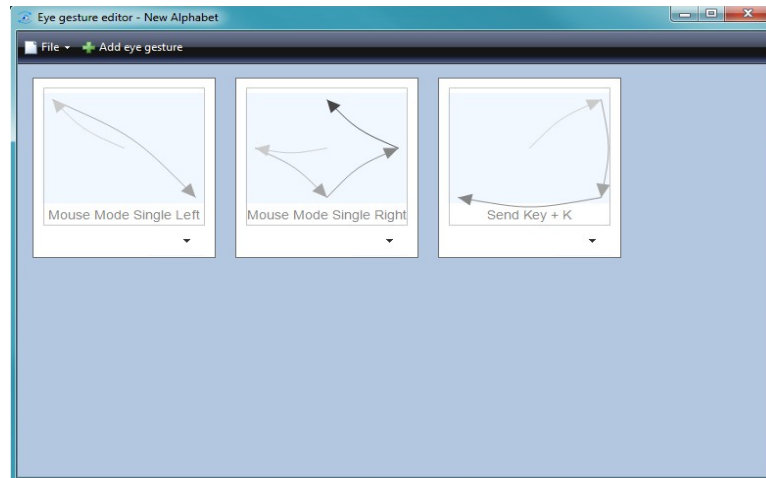 Eye gesture editor - New Alphabet
File Add eye gesture
Mouse Mode Single Left
Mouse Mode Single Right
Send Key + K